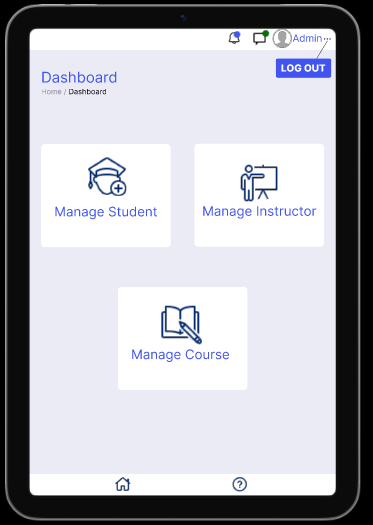 Admin...
LOG OUT
Dashboard
Home / Dashboard
Manage Student
Manage Instructor
Manage Course
?